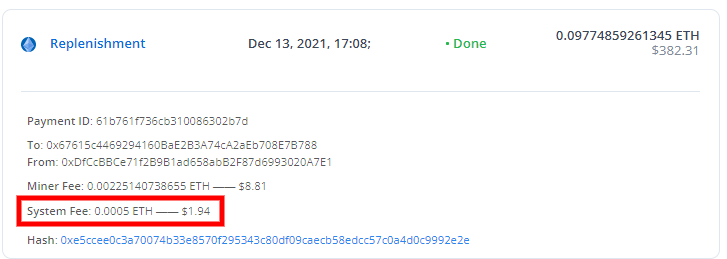 Replenishment
Dec 13, 2021, 17:08;
• Done
0.09774859261345 ETH
$382.31
Payment ID: 61b761f736cb310086302b7d
To: 0x67615c4469294160BaE2B3A74cA2aEb708E7B788
From: 0xDfCcBBCe71f2B9B1ad658abB2F87d6993020A7E1
Miner Fee: 0.00225140738655 ETH —— $8.81
System Fee: 0.0005 ETH —— $1.94
Hash: 0xe5ccee0c3a70074b33e8570f295343c80df09caecb58edcc57c0a4d0c9992e2e